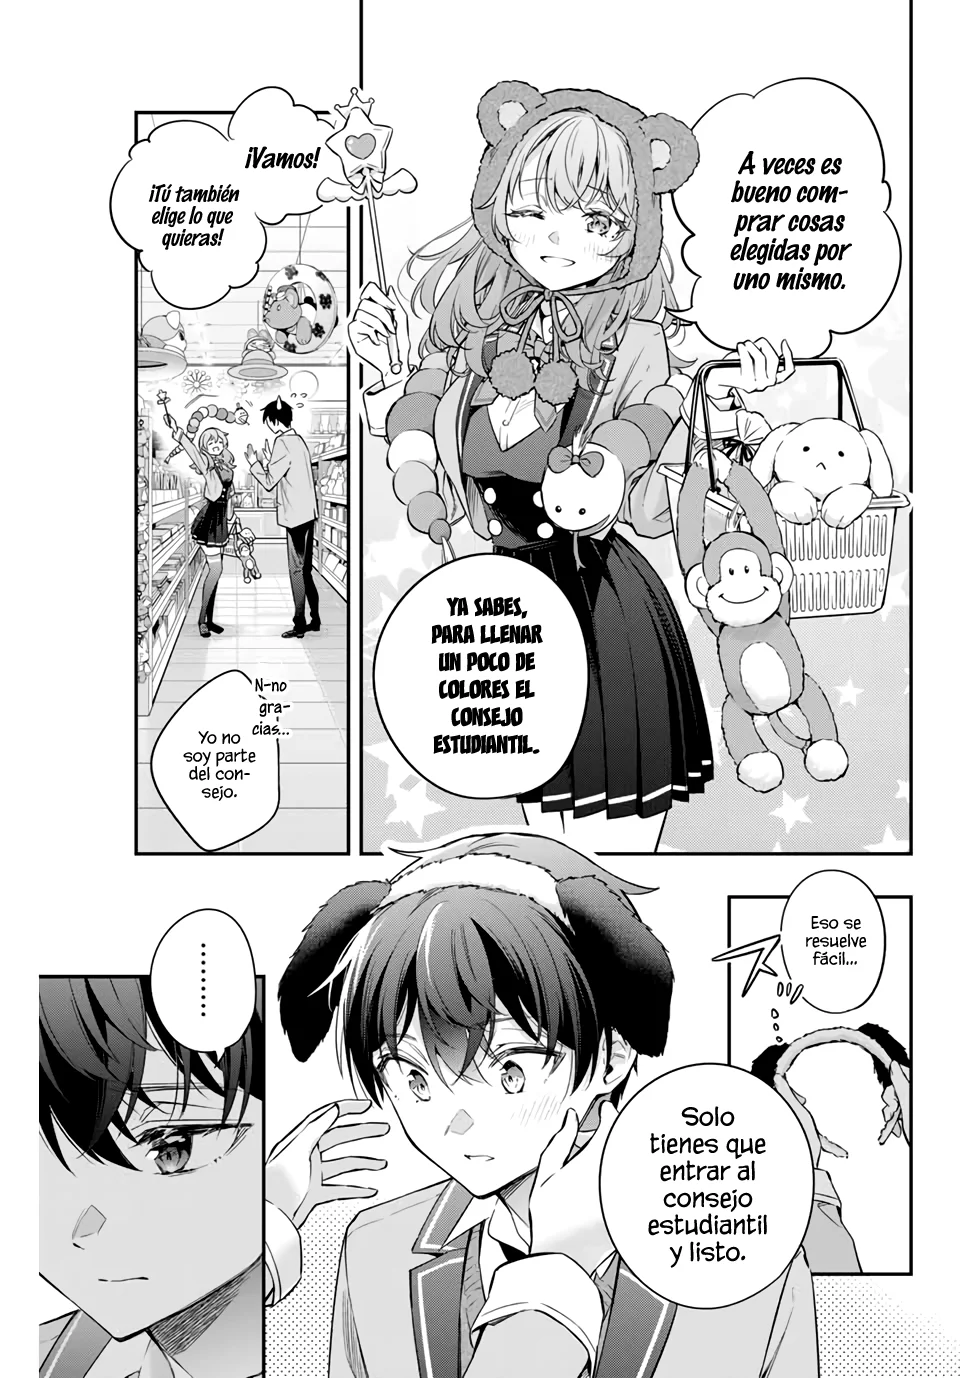 A veces es
bueno com-
prar cosas
elegidas por
uno mismo.
YA SABES,
PARA LLENAR
UN POCO DE
COLORES EL
CONSEJO
ESTUDIANTIL.
¡Vamos!
¡Tú también
elige lo que
quieras!
N-no
gra-
cias...
Yo no
soy parte
del con-
sejo.
Eso se
resuelve
fácil...
Solo
tienes que
entrar al
consejo
estudiantil
y listo.
.........